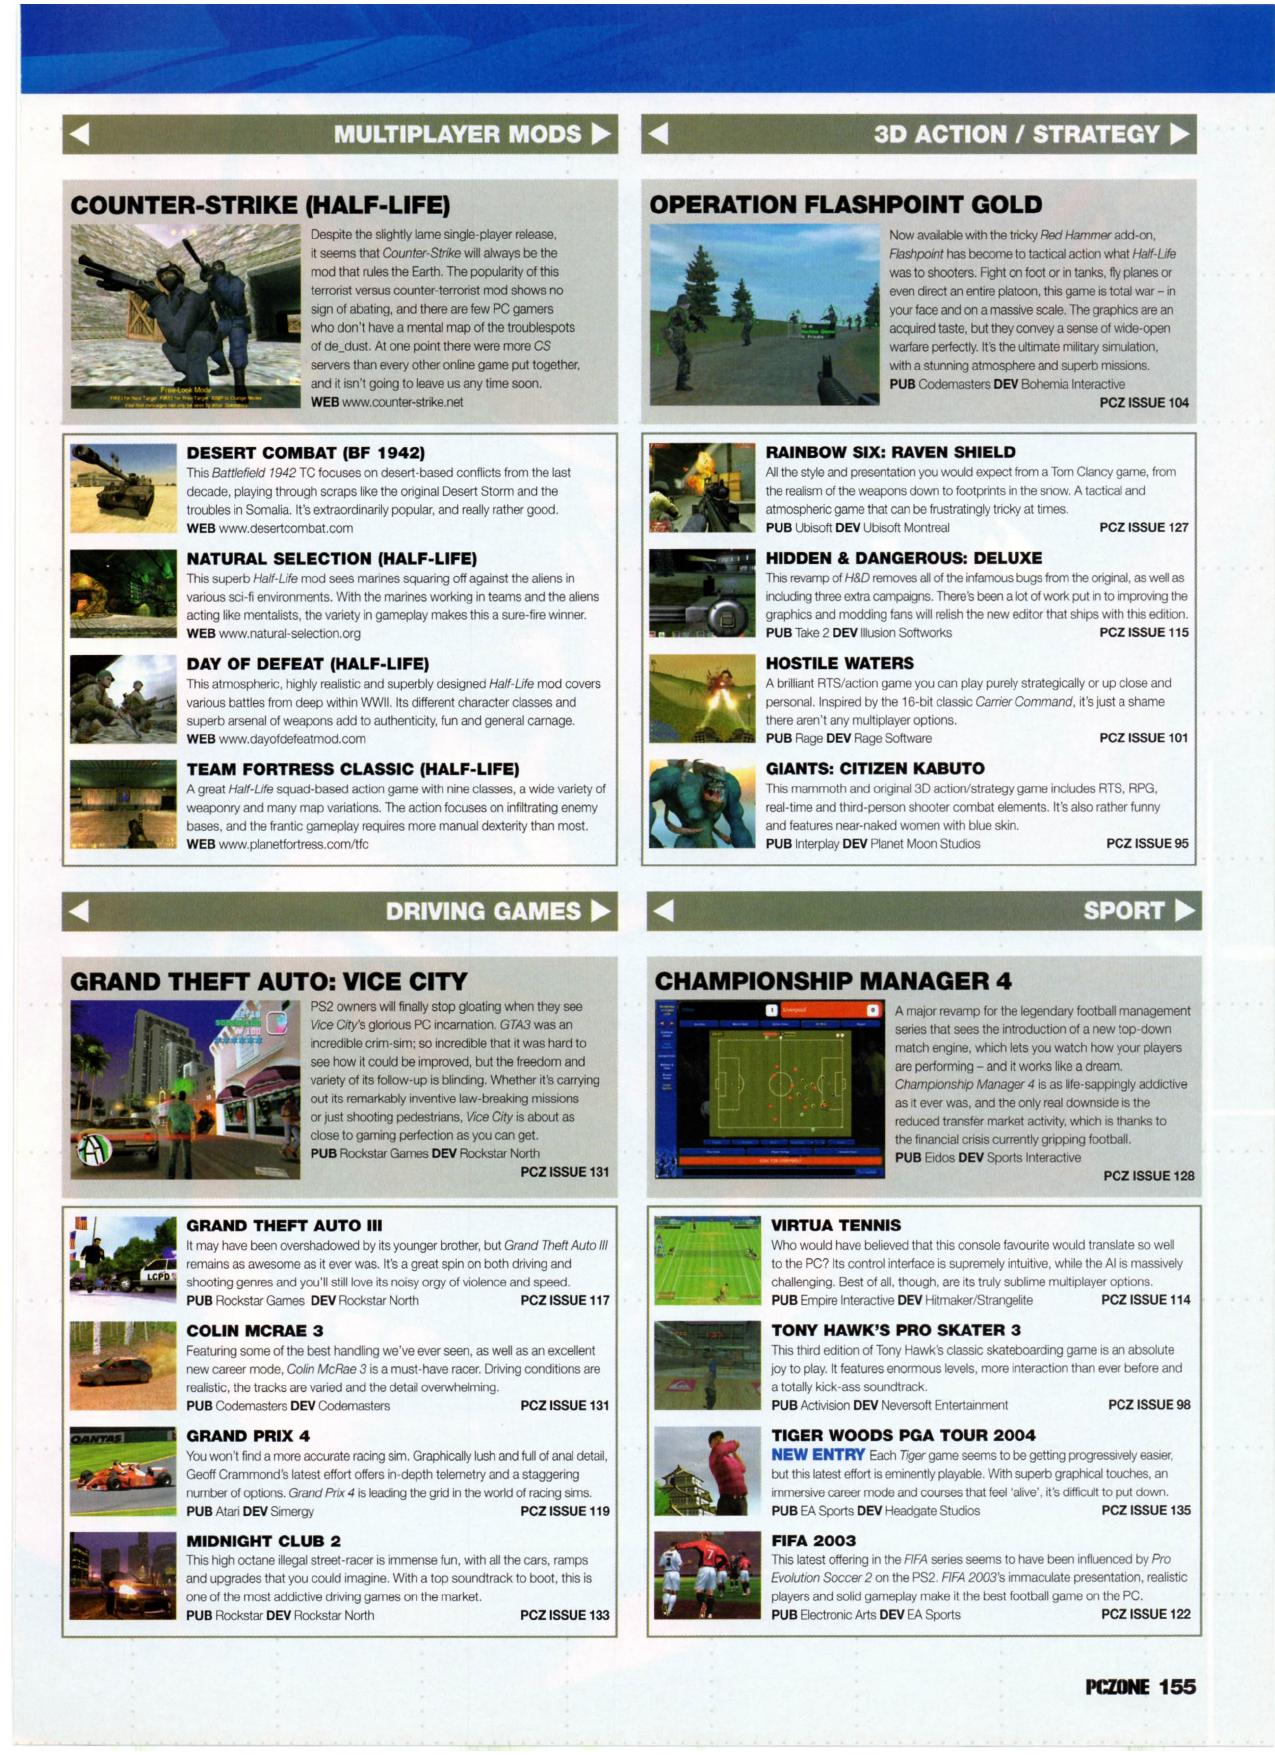 MULTIPLAYER MODS
COUNTER-STRIKE (HALF-LIFE)
Despite the slightly lame single-player release,
it seems that Counter-Strike will always be the
mod that rules the Earth. The popularity of this
terrorist versus counter-terrorist mod shows no
sign of abating, and there are few PC gamers
who don't have a mental map of the troublespots
of de_dust. At one point there were more CS
servers than every other online game put together,
and it isn't going to leave us any time soon.
WEB www.counter-strike.net
DESERT COMBAT (BF 1942)
This Battlefield 1942 TC focuses on desert-based conflicts from the last
decade, playing through scraps like the original Desert Storm and the
troubles in Somalia. It's extraordinarily popular, and really rather good.
WEB www.desertcombat.com
NATURAL SELECTION (HALF-LIFE)
This superb Half-Life mod sees marines squaring off against the aliens in
various sci-fi environments. With the marines working in teams and the aliens
acting like mentalists, the variety in gameplay makes this a sure-fire winner.
WEB www.natural-selection.org
DAY OF DEFEAT (HALF-LIFE)
This atmospheric, highly realistic and superbly designed Half-Life mod covers
various battles from deep within WWII. Its different character classes and
superb arsenal of weapons add to authenticity, fun and general carnage.
WEB www.dayofdefeatmod.com
TEAM FORTRESS CLASSIC (HALF-LIFE)
A great Half-Life squad-based action game with nine classes, a wide variety of
weaponry and many map variations. The action focuses on infiltrating enemy
bases, and the frantic gameplay requires more manual dexterity than most.
WEB www.planetfortress.com/tfc
3D ACTION / STRATEGY
OPERATION FLASHPOINT GOLD
Now available with the tricky Red Hammer add-on,
Flashpoint has become to tactical action what Half-Life
was to shooters. Fight on foot or in tanks, fly planes or
even direct an entire platoon, this game is total war – in
your face and on a massive scale. The graphics are an
acquired taste, but they convey a sense of wide-open
warfare perfectly. It's the ultimate military simulation,
with a stunning atmosphere and superb missions.
PUB Codemasters DEV Bohemia Interactive
PCZ ISSUE 104
RAINBOW SIX: RAVEN SHIELD
All the style and presentation you would expect from a Tom Clancy game, from
the realism of the weapons down to footprints in the snow. A tactical and
atmospheric game that can be frustratingly tricky at times.
PUB Ubisoft DEV Ubisoft Montreal PCZ ISSUE 127
HIDDEN & DANGEROUS: DELUXE
This revamp of H&D removes all of the infamous bugs from the original, as well as
including three extra campaigns. There's been a lot of work put in to improving the
graphics and modding fans will relish the new editor that ships with this edition.
PUB Take 2 DEV Illusion Softworks PCZ ISSUE 115
HOSTILE WATERS
A brilliant RTS/action game you can play purely strategically or up close and
personal. Inspired by the 16-bit classic Carrier Command, it's just a shame
there aren't any multiplayer options.
PUB Rage DEV Rage Software PCZ ISSUE 101
GIANTS: CITIZEN KABUTO
This mammoth and original 3D action/strategy game includes RTS, RPG,
real-time and third-person shooter combat elements. It's also rather funny
and features near-naked women with blue skin.
PUB Interplay DEV Planet Moon Studios PCZ ISSUE 95
DRIVING GAMES
GRAND THEFT AUTO: VICE CITY
PS2 owners will finally stop gloating when they see
Vice City's glorious PC incarnation. GTA3 was an
incredible crim-sim; so incredible that it was hard to
see how it could be improved, but the freedom and
variety of its follow-up is blinding. Whether it's carrying
out its remarkably inventive law-breaking missions
or just shooting pedestrians, Vice City is about as
close to gaming perfection as you can get.
PUB Rockstar Games DEV Rockstar North
PCZ ISSUE 131
GRAND THEFT AUTO III
It may have been overshadowed by its younger brother, but Grand Theft Auto III
remains as awesome as it ever was. It's a great spin on both driving and
shooting genres and you'll still love its noisy orgy of violence and speed.
PUB Rockstar Games DEV Rockstar North PCZ ISSUE 117
LCPD
COLIN MCRAE 3
Featuring some of the best handling we've ever seen, as well as an excellent
new career mode, Colin McRae 3 is a must-have racer. Driving conditions are
realistic, the tracks are varied and the detail overwhelming.
PUB Codemasters DEV Codemasters PCZ ISSUE 131
QANTAS
GRAND PRIX 4
You won't find a more accurate racing sim. Graphically lush and full of anal detail,
Geoff Crammond's latest effort offers in-depth telemetry and a staggering
number of options. Grand Prix 4 is leading the grid in the world of racing sims.
PUB Atari DEV Simergy PCZ ISSUE 119
MIDNIGHT CLUB 2
This high octane illegal street-racer is immense fun, with all the cars, ramps
and upgrades that you could imagine. With a top soundtrack to boot, this is
one of the most addictive driving games on the market.
PUB Rockstar DEV Rockstar North PCZ ISSUE 133
SPORT
CHAMPIONSHIP MANAGER 4
A major revamp for the legendary football management
series that sees the introduction of a new top-down
match engine, which lets you watch how your players
are performing – and it works like a dream.
Championship Manager 4 is as life-sappingly addictive
as it ever was, and the only real downside is the
reduced transfer market activity, which is thanks to
the financial crisis currently gripping football.
PUB Eidos DEV Sports Interactive
PCZ ISSUE 128
VIRTUA TENNIS
Who would have believed that this console favourite would translate so well
to the PC? Its control interface is supremely intuitive, while the AI is massively
challenging. Best of all, though, are its truly sublime multiplayer options.
PUB Empire Interactive DEV Hitmaker/Strangelite PCZ ISSUE 114
TONY HAWK'S PRO SKATER 3
This third edition of Tony Hawk's classic skateboarding game is an absolute
joy to play. It features enormous levels, more interaction than ever before and
a totally kick-ass soundtrack.
PUB Activision DEV Neversoft Entertainment PCZ ISSUE 98
TIGER WOODS PGA TOUR 2004
NEW ENTRY Each Tiger game seems to be getting progressively easier,
but this latest effort is eminently playable. With superb graphical touches, an
immersive career mode and courses that feel 'alive', it's difficult to put down.
PUB EA Sports DEV Headgate Studios PCZ ISSUE 135
FIFA 2003
This latest offering in the FIFA series seems to have been influenced by Pro
Evolution Soccer 2 on the PS2. FIFA 2003's immaculate presentation, realistic
players and solid gameplay make it the best football game on the PC.
PUB Electronic Arts DEV EA Sports PCZ ISSUE 122
PCZONE 155